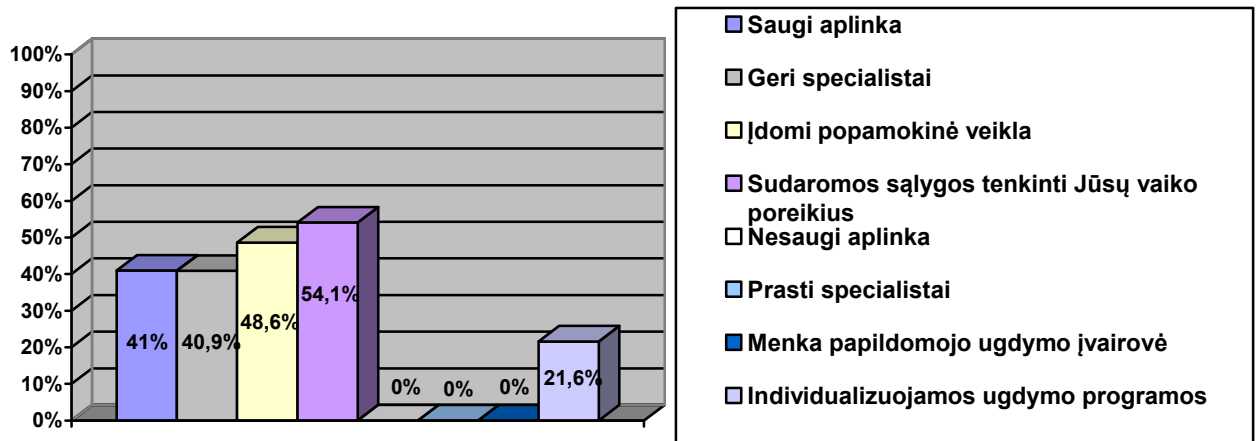 100%
90%
80%
70%
60%
50%
40%
30%
20%
10%
0%
41%
40,9%
48,6%
54,1%
0%
0%
0%
21,6%
Saugi aplinka
Geri specialistai
Įdomi popamokinė veikla
Sudaromos sąlygos tenkinti Jūsų vaiko
poreikius
Nesaugi aplinka
Prasti specialistai
Menka papildomojo ugdymo įvairovė
Individualizuojamos ugdymo programos